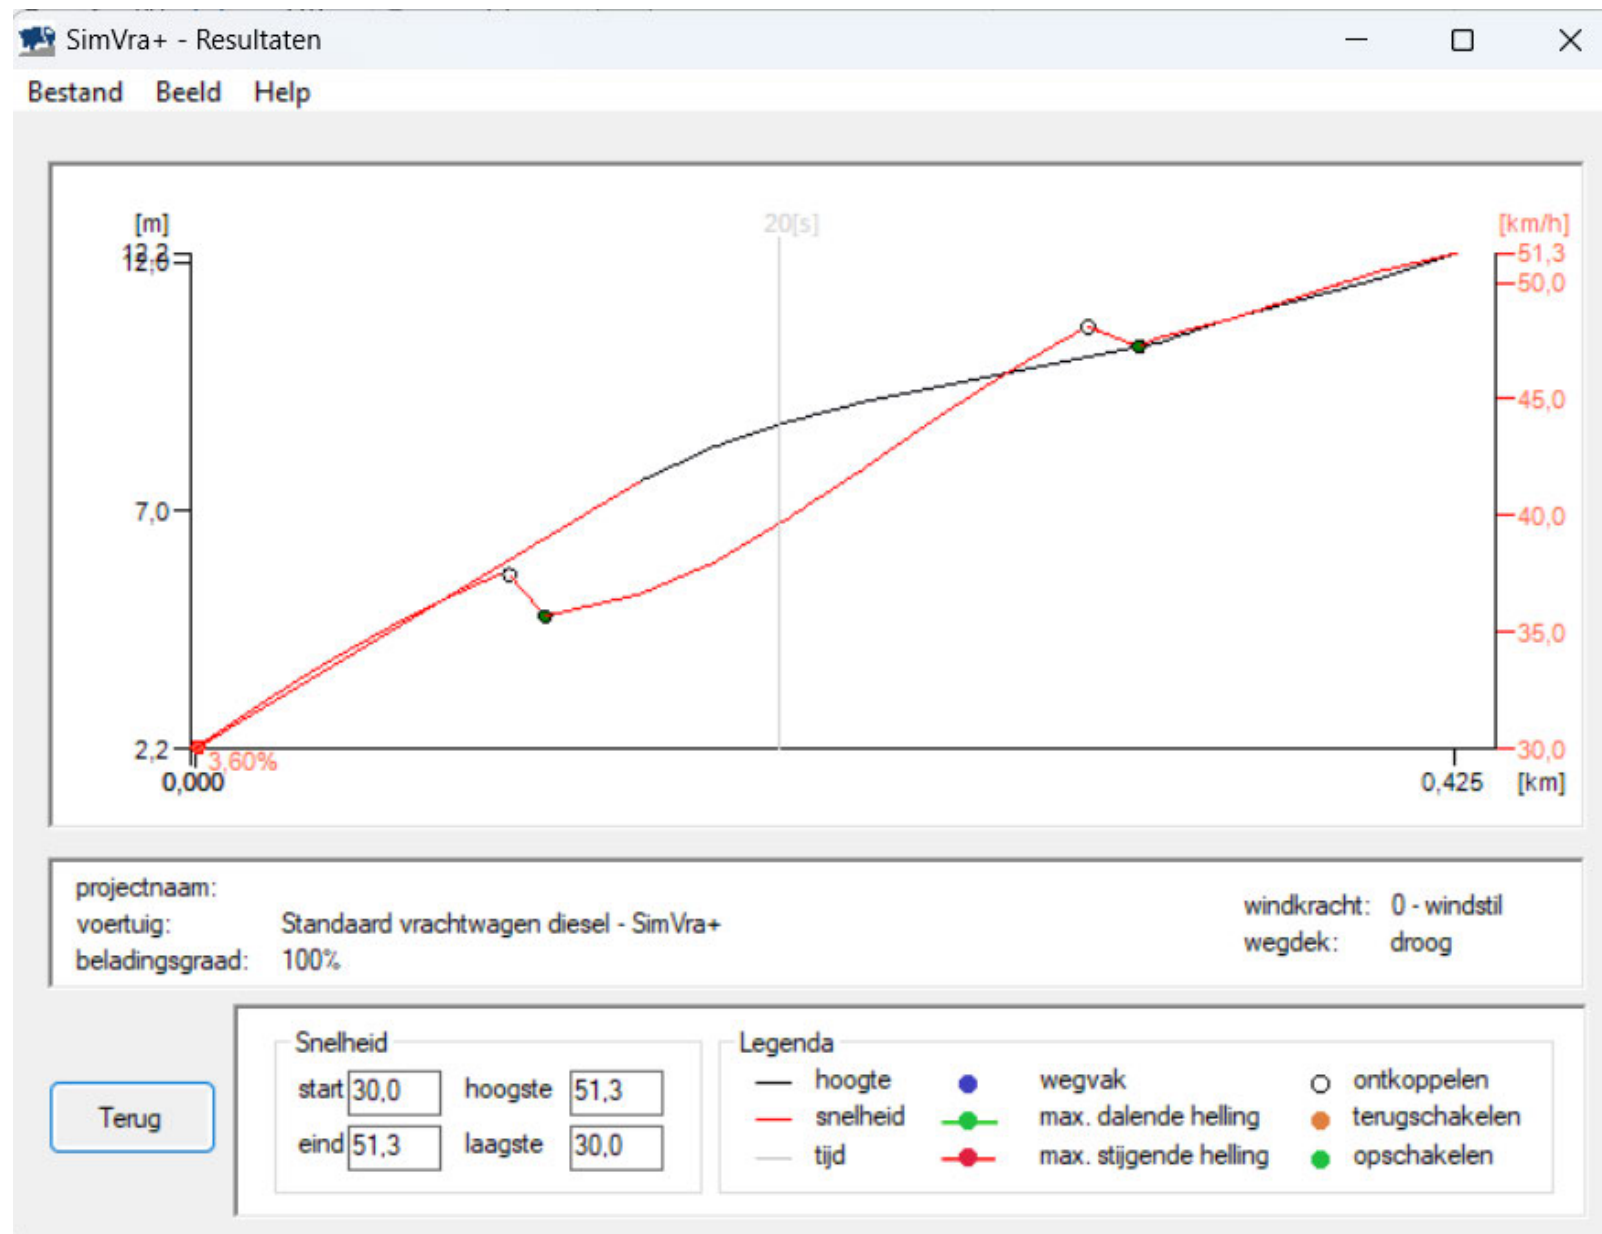 SimVra+ - Resultaten
Bestand Beeld Help
[m] 20[s] [km/h]
51,3
12,0
50,0
45,0
7,0
40,0
35,0
2,2 3,60% 30,0
0,000 0,425 [km]
projectnaam:
voertuig: Standaard vrachtwagen diesel - SimVra+
beladingsgraad: 100%
windkracht: 0 - windstil
wegdek: droog
Terug
Snelheid
start 30,0 hoogste 51,3
eind 51,3 laagste 30,0
Legenda
hoogte wegvak ontkoppelen
snelheid max. dalende helling terugschakelen
tijd max. stijgende helling opschakelen